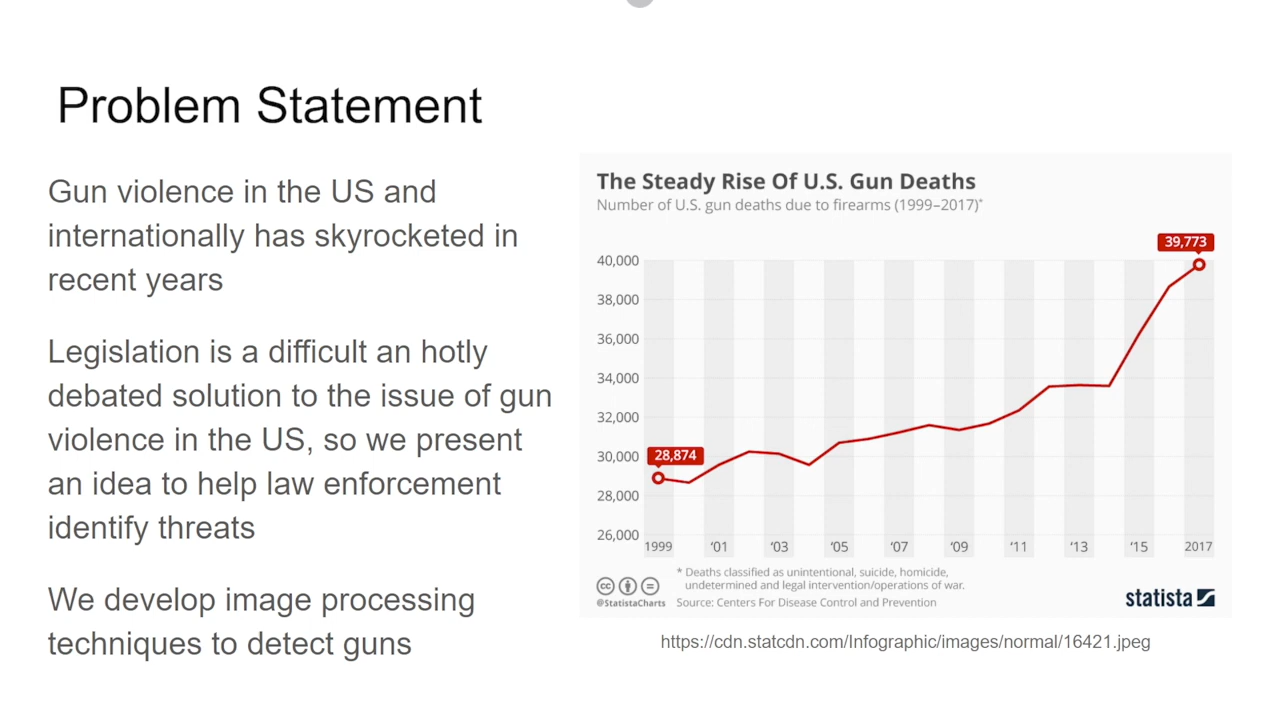 Problem Statement
Gun violence in the US and
internationally has skyrocketed in
recent years
Legislation is a difficult an hotly
debated solution to the issue of gun
violence in the US, so we present
an idea to help law enforcement
identify threats
We develop image processing
techniques to detect guns
The Steady Rise Of U.S. Gun Deaths
Number of U.S. gun deaths due to firearms (1999–2017)*
39,773
40,000
38,000
36,000
34,000
32,000
30,000
28,874
28,000
26,000
1999 '01 '03 '05 '07 '09 '11 '13 '15 2017
* Deaths classified as unintentional, suicide, homicide,
undetermined and legal intervention/operations of war.
cc
@StatistaCharts Source: Centers For Disease Control and Prevention
statista
https://cdn.statcdn.com/Infographic/images/normal/16421.jpeg